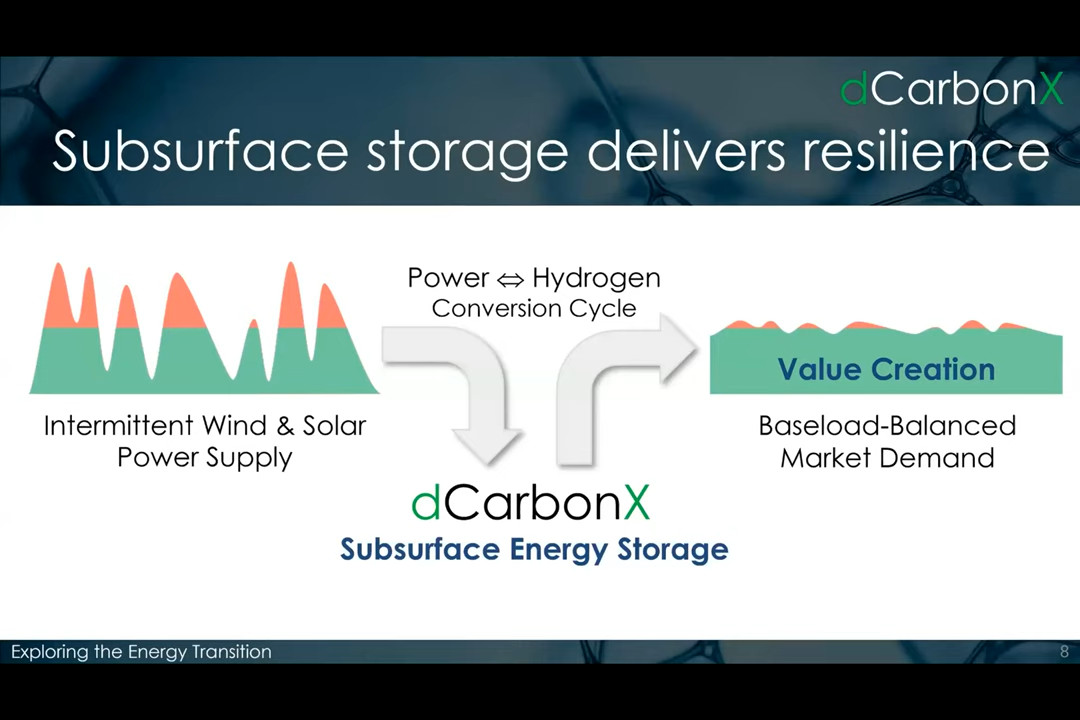 dCarbonX
Subsurface storage delivers resilience
Power ⇔ Hydrogen
Conversion Cycle
Value Creation
Intermittent Wind & Solar
Power Supply
Baseload-Balanced
Market Demand
dCarbonX
Subsurface Energy Storage
Exploring the Energy Transition
8